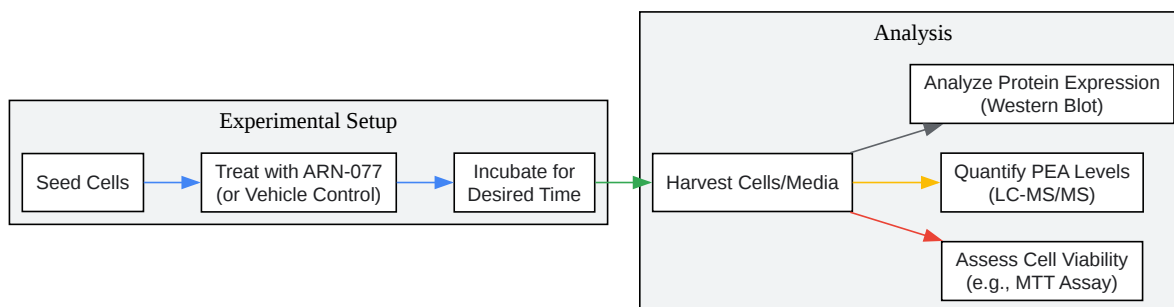 Experimental Setup
Seed Cells
Treat with ARN-077
(or Vehicle Control)
Incubate for
Desired Time
Analysis
Harvest Cells/Media
Analyze Protein Expression
(Western Blot)
Quantify PEA Levels
(LC-MS/MS)
Assess Cell Viability
(e.g., MTT Assay)